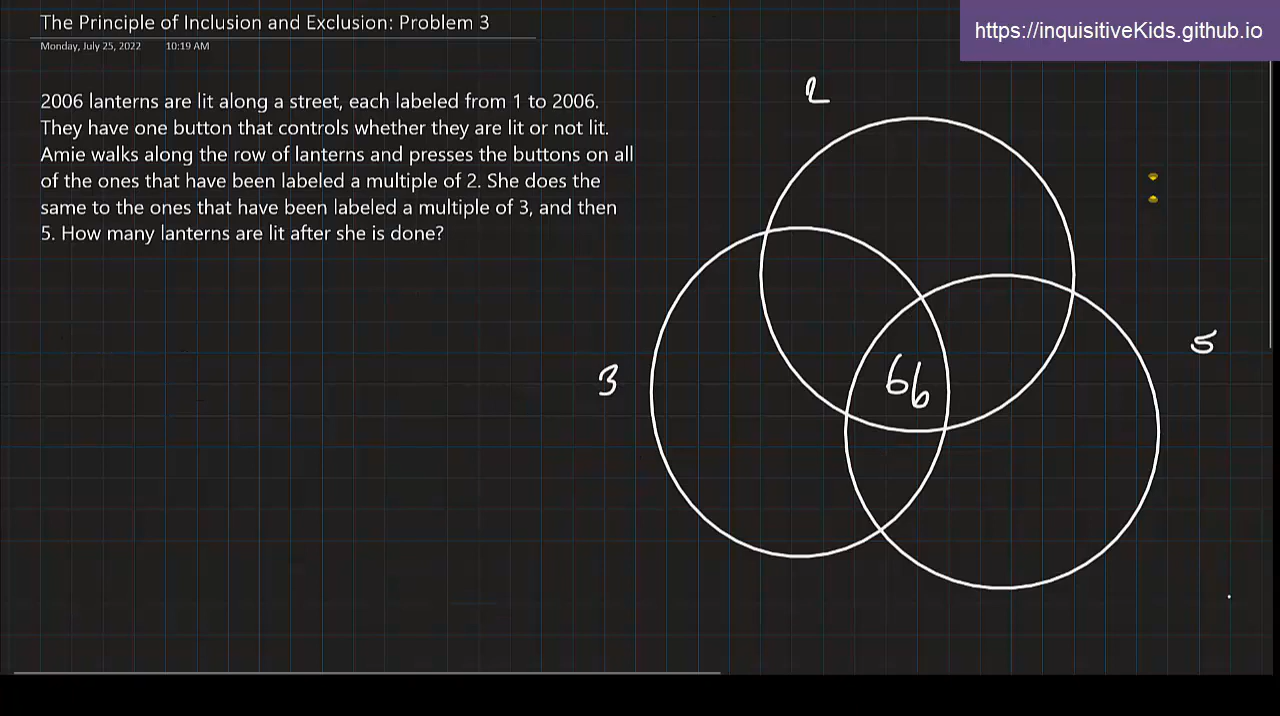 The Principle of Inclusion and Exclusion: Problem 3
Monday, July 25, 2022 10:19 AM
https://inquisitiveKids.github.io
2006 lanterns are lit along a street, each labeled from 1 to 2006.
They have one button that controls whether they are lit or not lit.
Amie walks along the row of lanterns and presses the buttons on all
of the ones that have been labeled a multiple of 2. She does the
same to the ones that have been labeled a multiple of 3, and then
5. How many lanterns are lit after she is done?
2
5
3
66